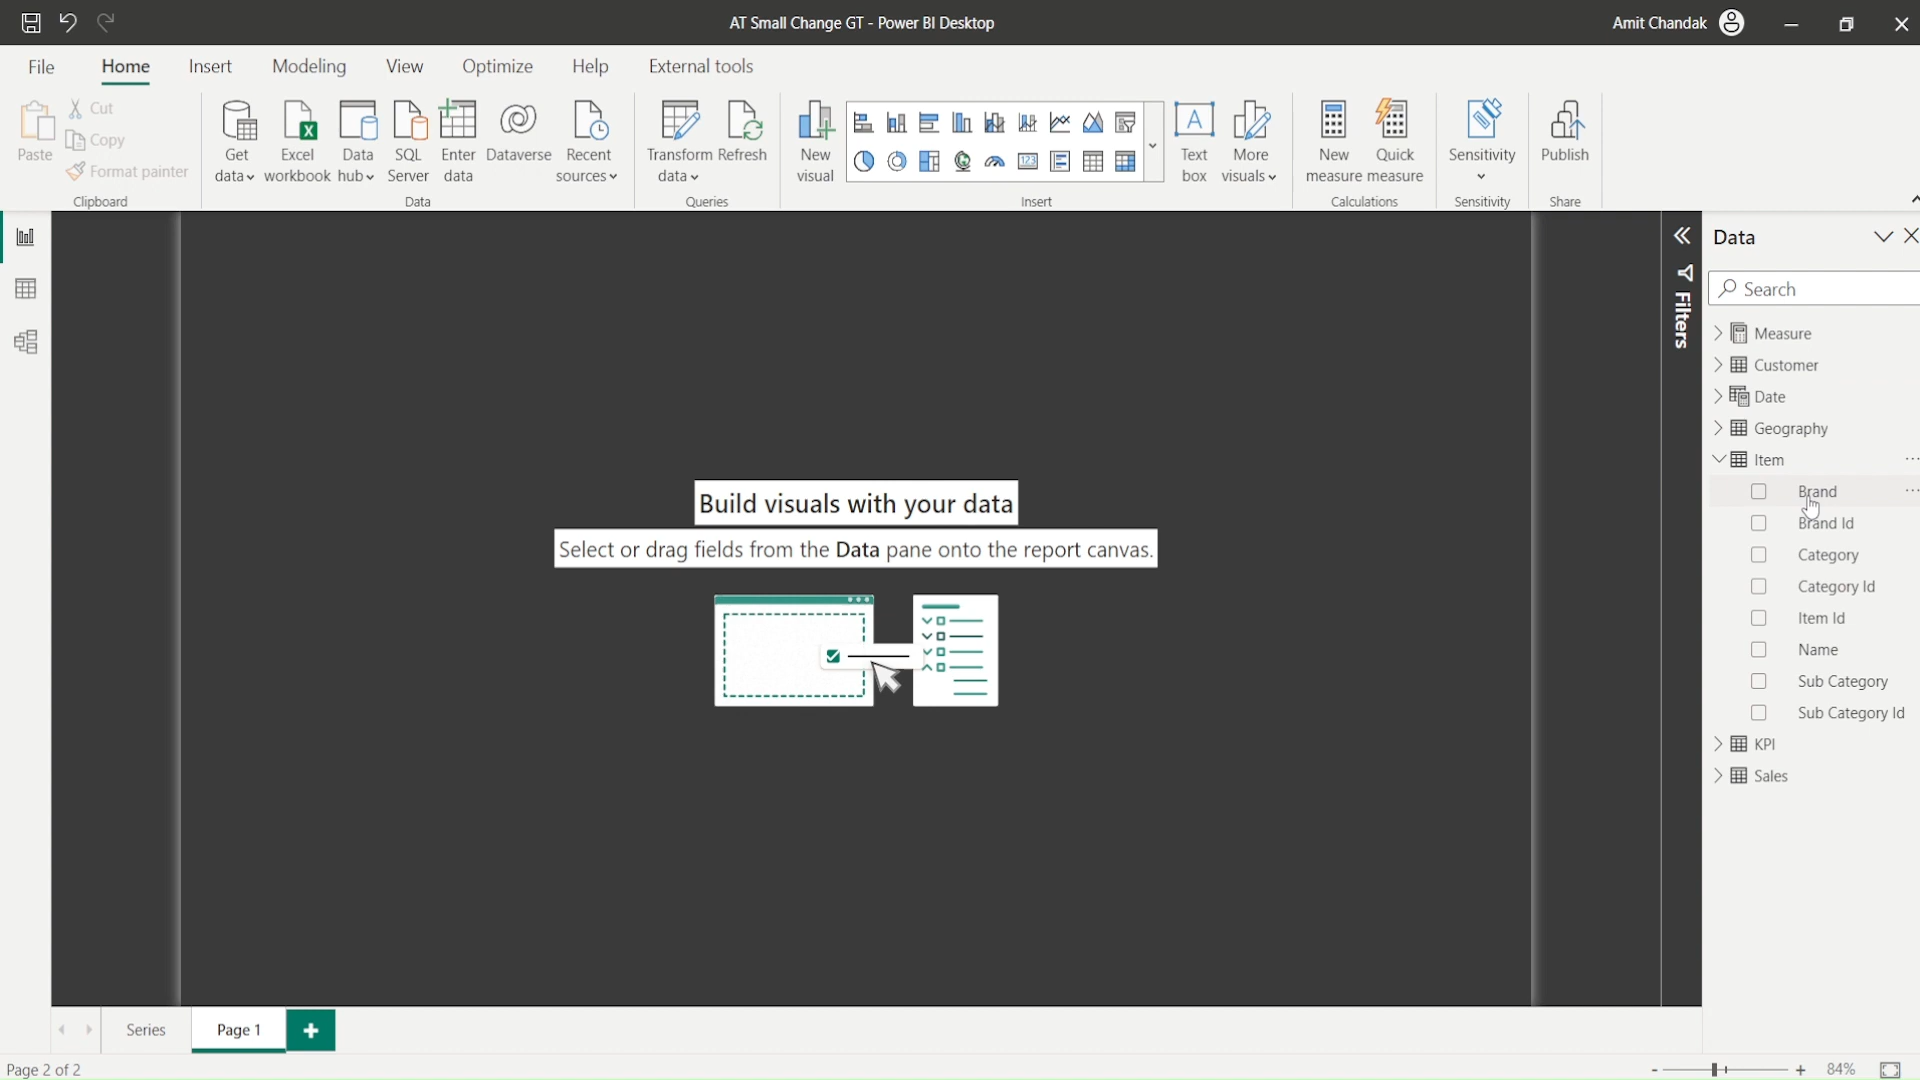 AT Small Change GT - Power BI Desktop
Amit Chandak
File Home Insert Modeling View Optimize Help External tools
Paste
Cut
Copy
Format painter
Clipboard
Get data
Excel workbook
Data hub
SQL Server
Enter data
Dataverse
Recent sources
Data
Transform data
Refresh
Queries
New visual
123
A
Text box
More visuals
Insert
New measure
Quick measure
Calculations
Sensitivity
Sensitivity
Publish
Share
Filters
Data
Search
Measure
Customer
Date
Geography
Item
Brand
Brand Id
Category
Category Id
Item Id
Name
Sub Category
Sub Category Id
KPI
Sales
Build visuals with your data
Select or drag fields from the Data pane onto the report canvas.
Series
Page 1
Page 2 of 2
84%